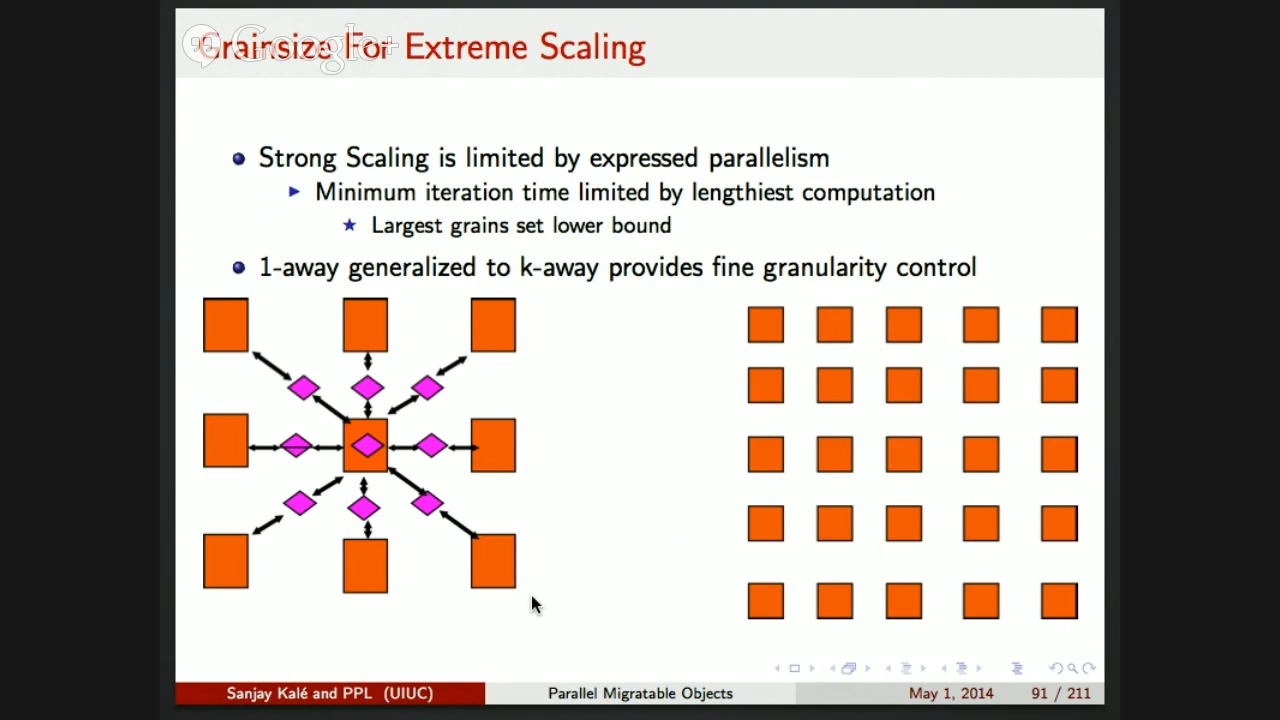 Grainsize For Extreme Scaling
Google+
Strong Scaling is limited by expressed parallelism
Minimum iteration time limited by lengthiest computation
Largest grains set lower bound
1-away generalized to k-away provides fine granularity control
Sanjay Kalé and PPL (UIUC)
Parallel Migratable Objects
May 1, 2014
91 / 211